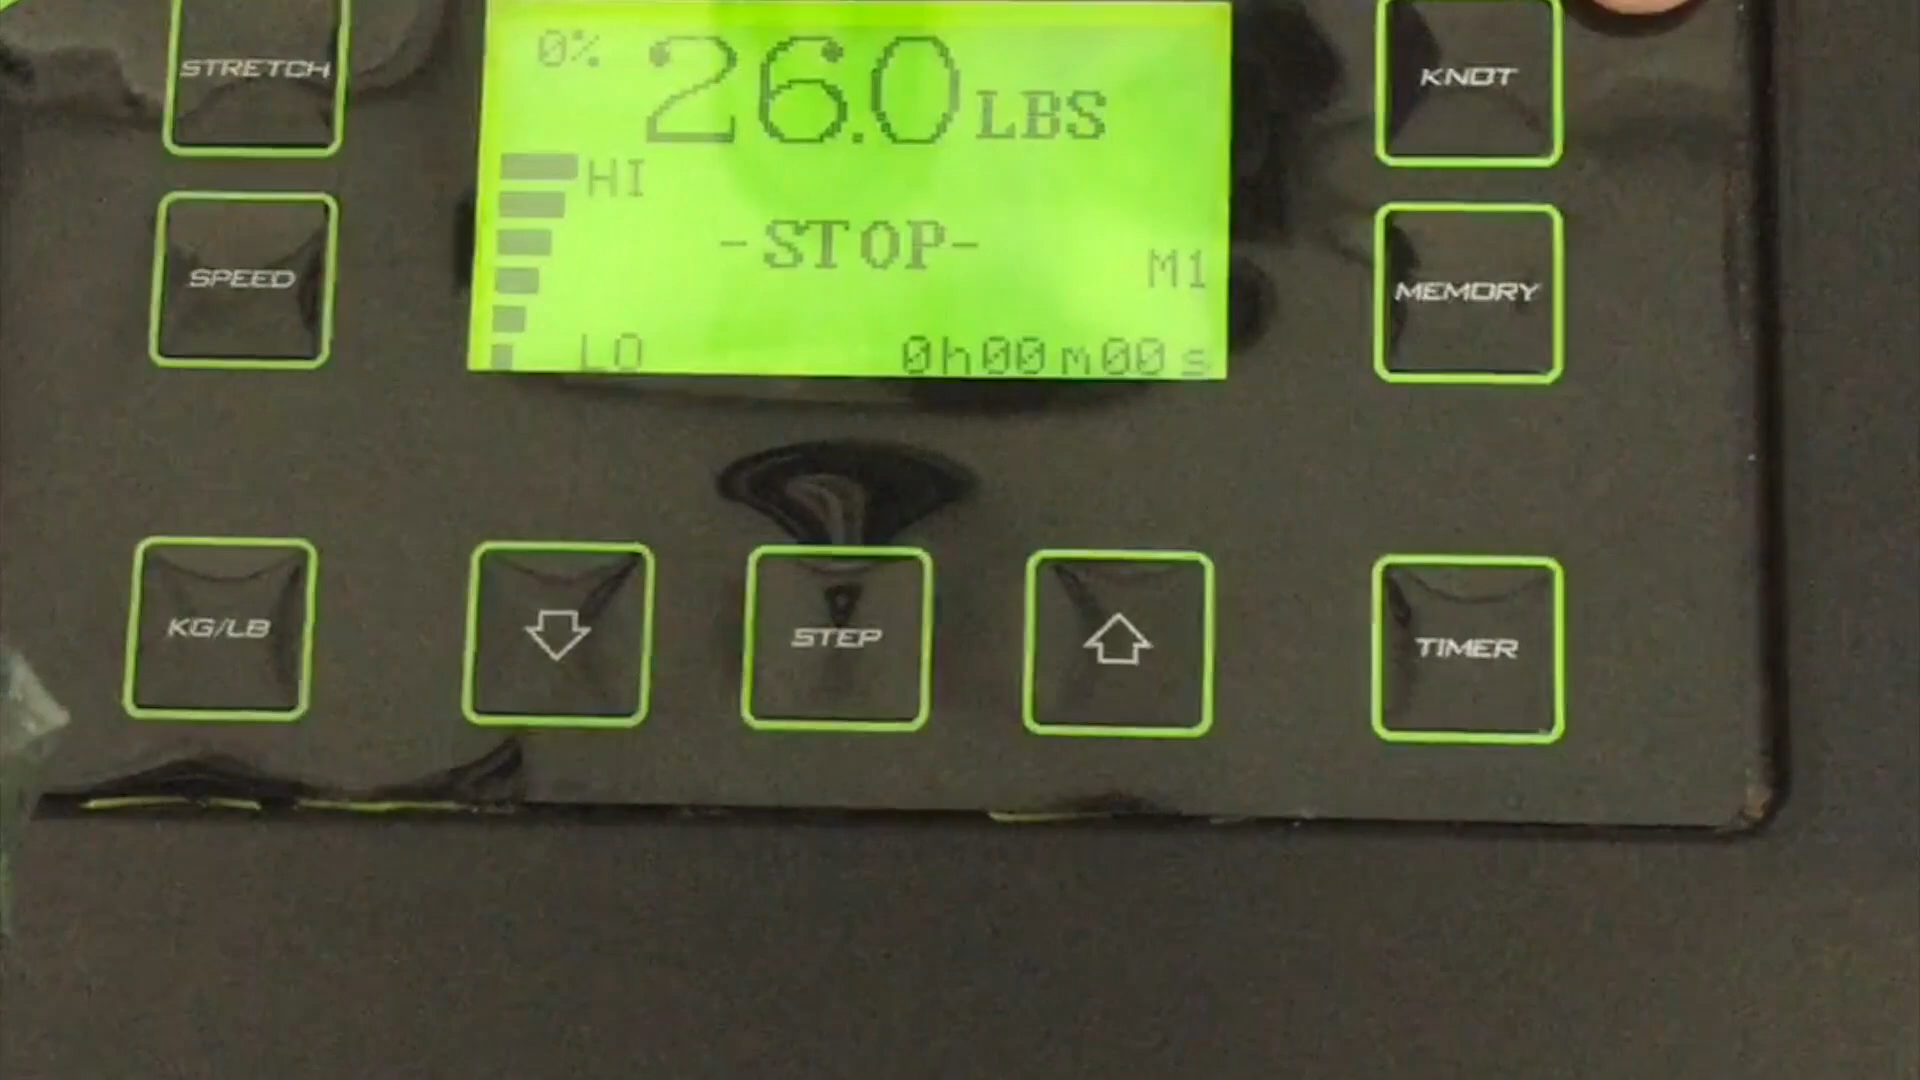 STRETCH
0% 26.0 LBS
KNOT
HI
SPEED
-STOP-
M1
MEMORY
LO
0h00m00s
KG/LB
STEP
TIMER